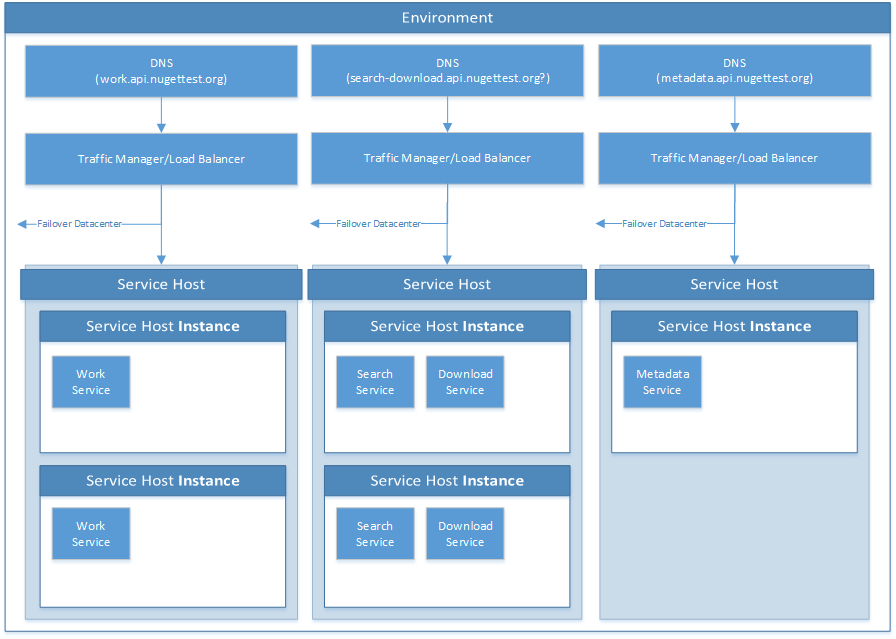 Environment
DNS
(work.api.nugettest.org)
DNS
(search-download.api.nugettest.org?)
DNS
(metadata.api.nugettest.org)
Traffic Manager/Load Balancer
Traffic Manager/Load Balancer
Traffic Manager/Load Balancer
Failover Datacenter
Failover Datacenter
Failover Datacenter
Service Host
Service Host
Service Host
Service Host Instance
Service Host Instance
Service Host Instance
Work
Service
Search
Service
Download
Service
Metadata
Service
Service Host Instance
Service Host Instance
Work
Service
Search
Service
Download
Service